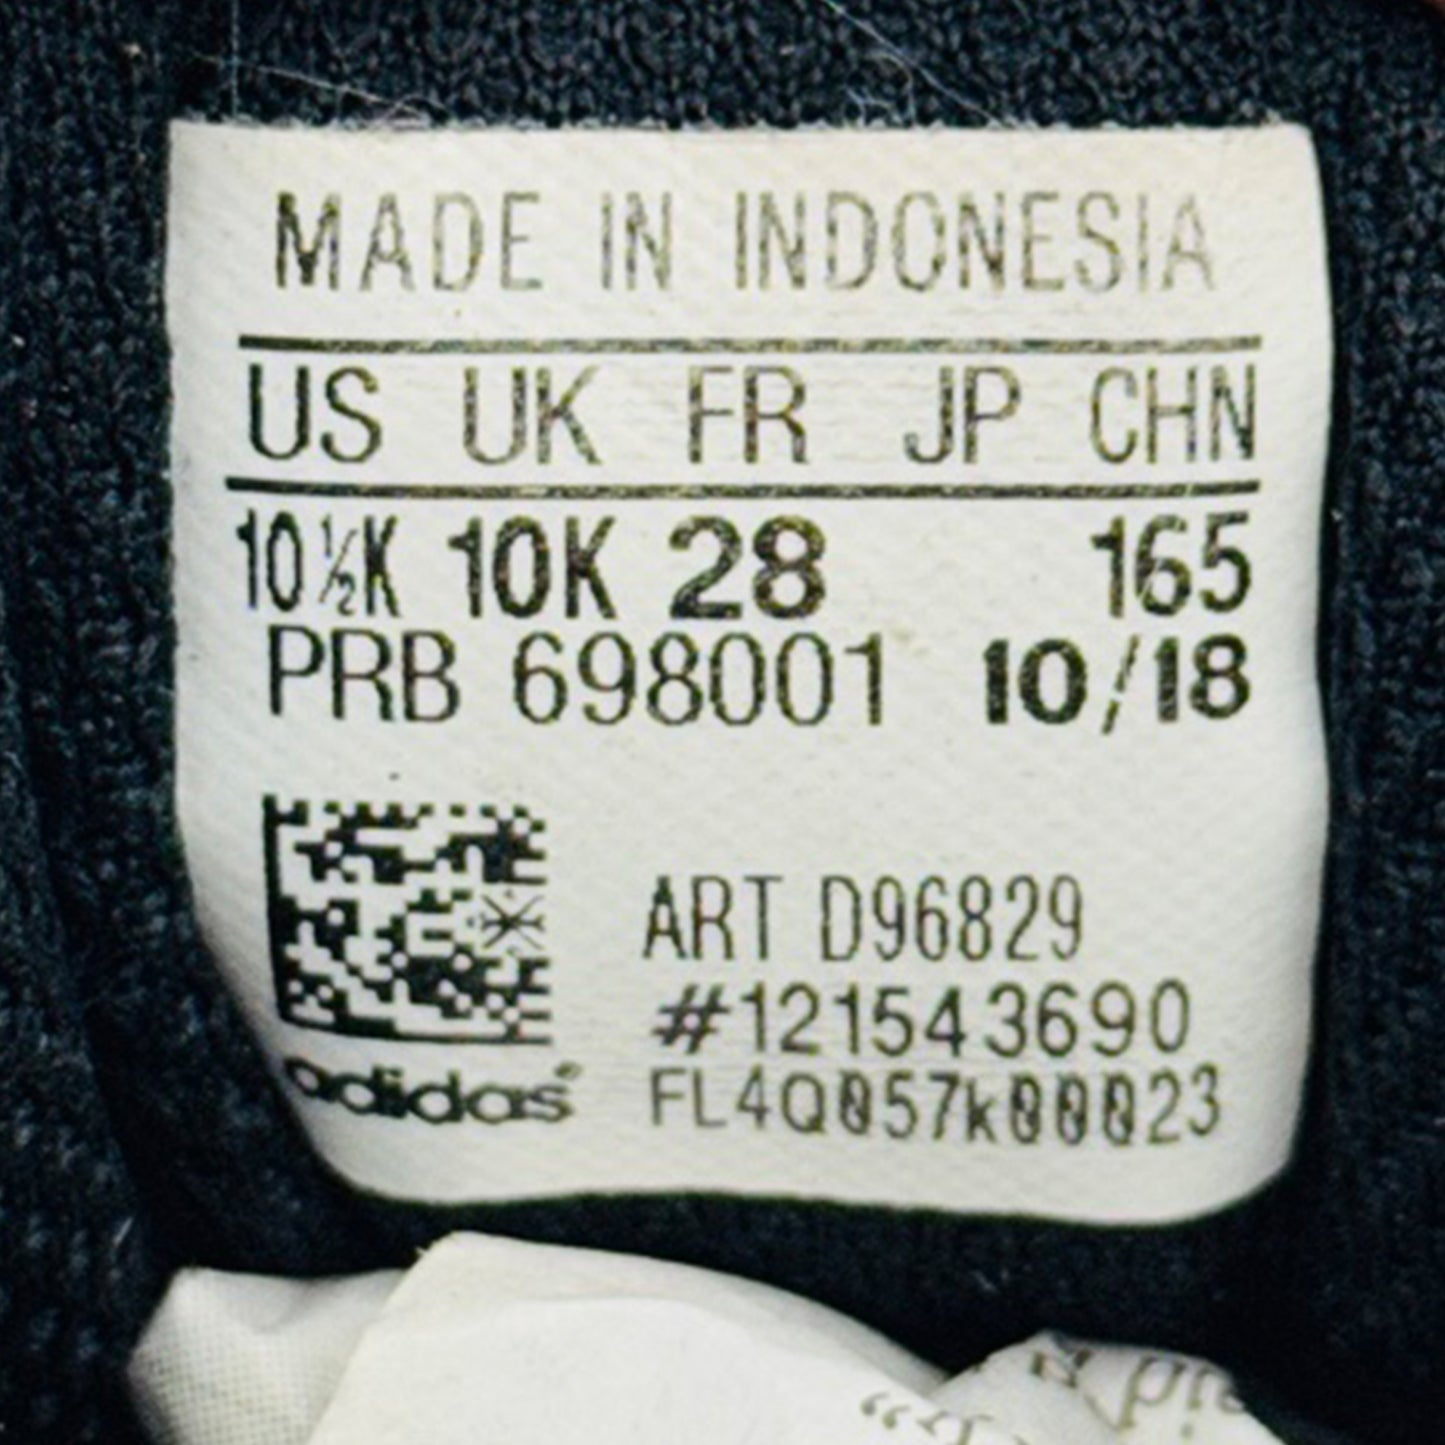 MADE IN INDONESIA
US UK FR JP CHN
10½K 10K 28 165
PRB 698001 10/18
ART D96829
#121543690
FL4Q057k00023
adidas®